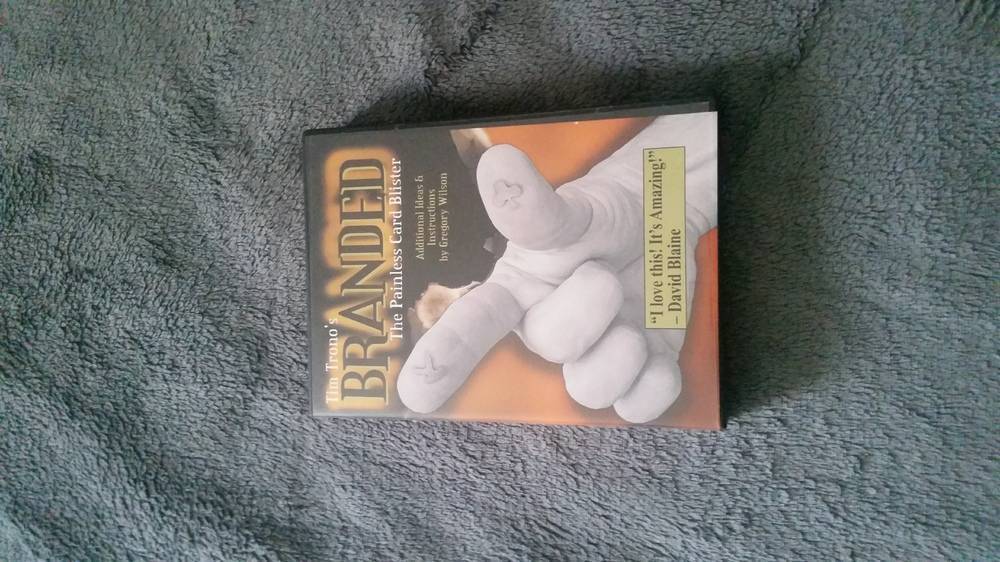 Tim Trono's
BRANDED
The Painless Card Blister
Additional Ideas &
Instructions
by Gregory Wilson
“I love this! It's Amazing!”
– David Blaine